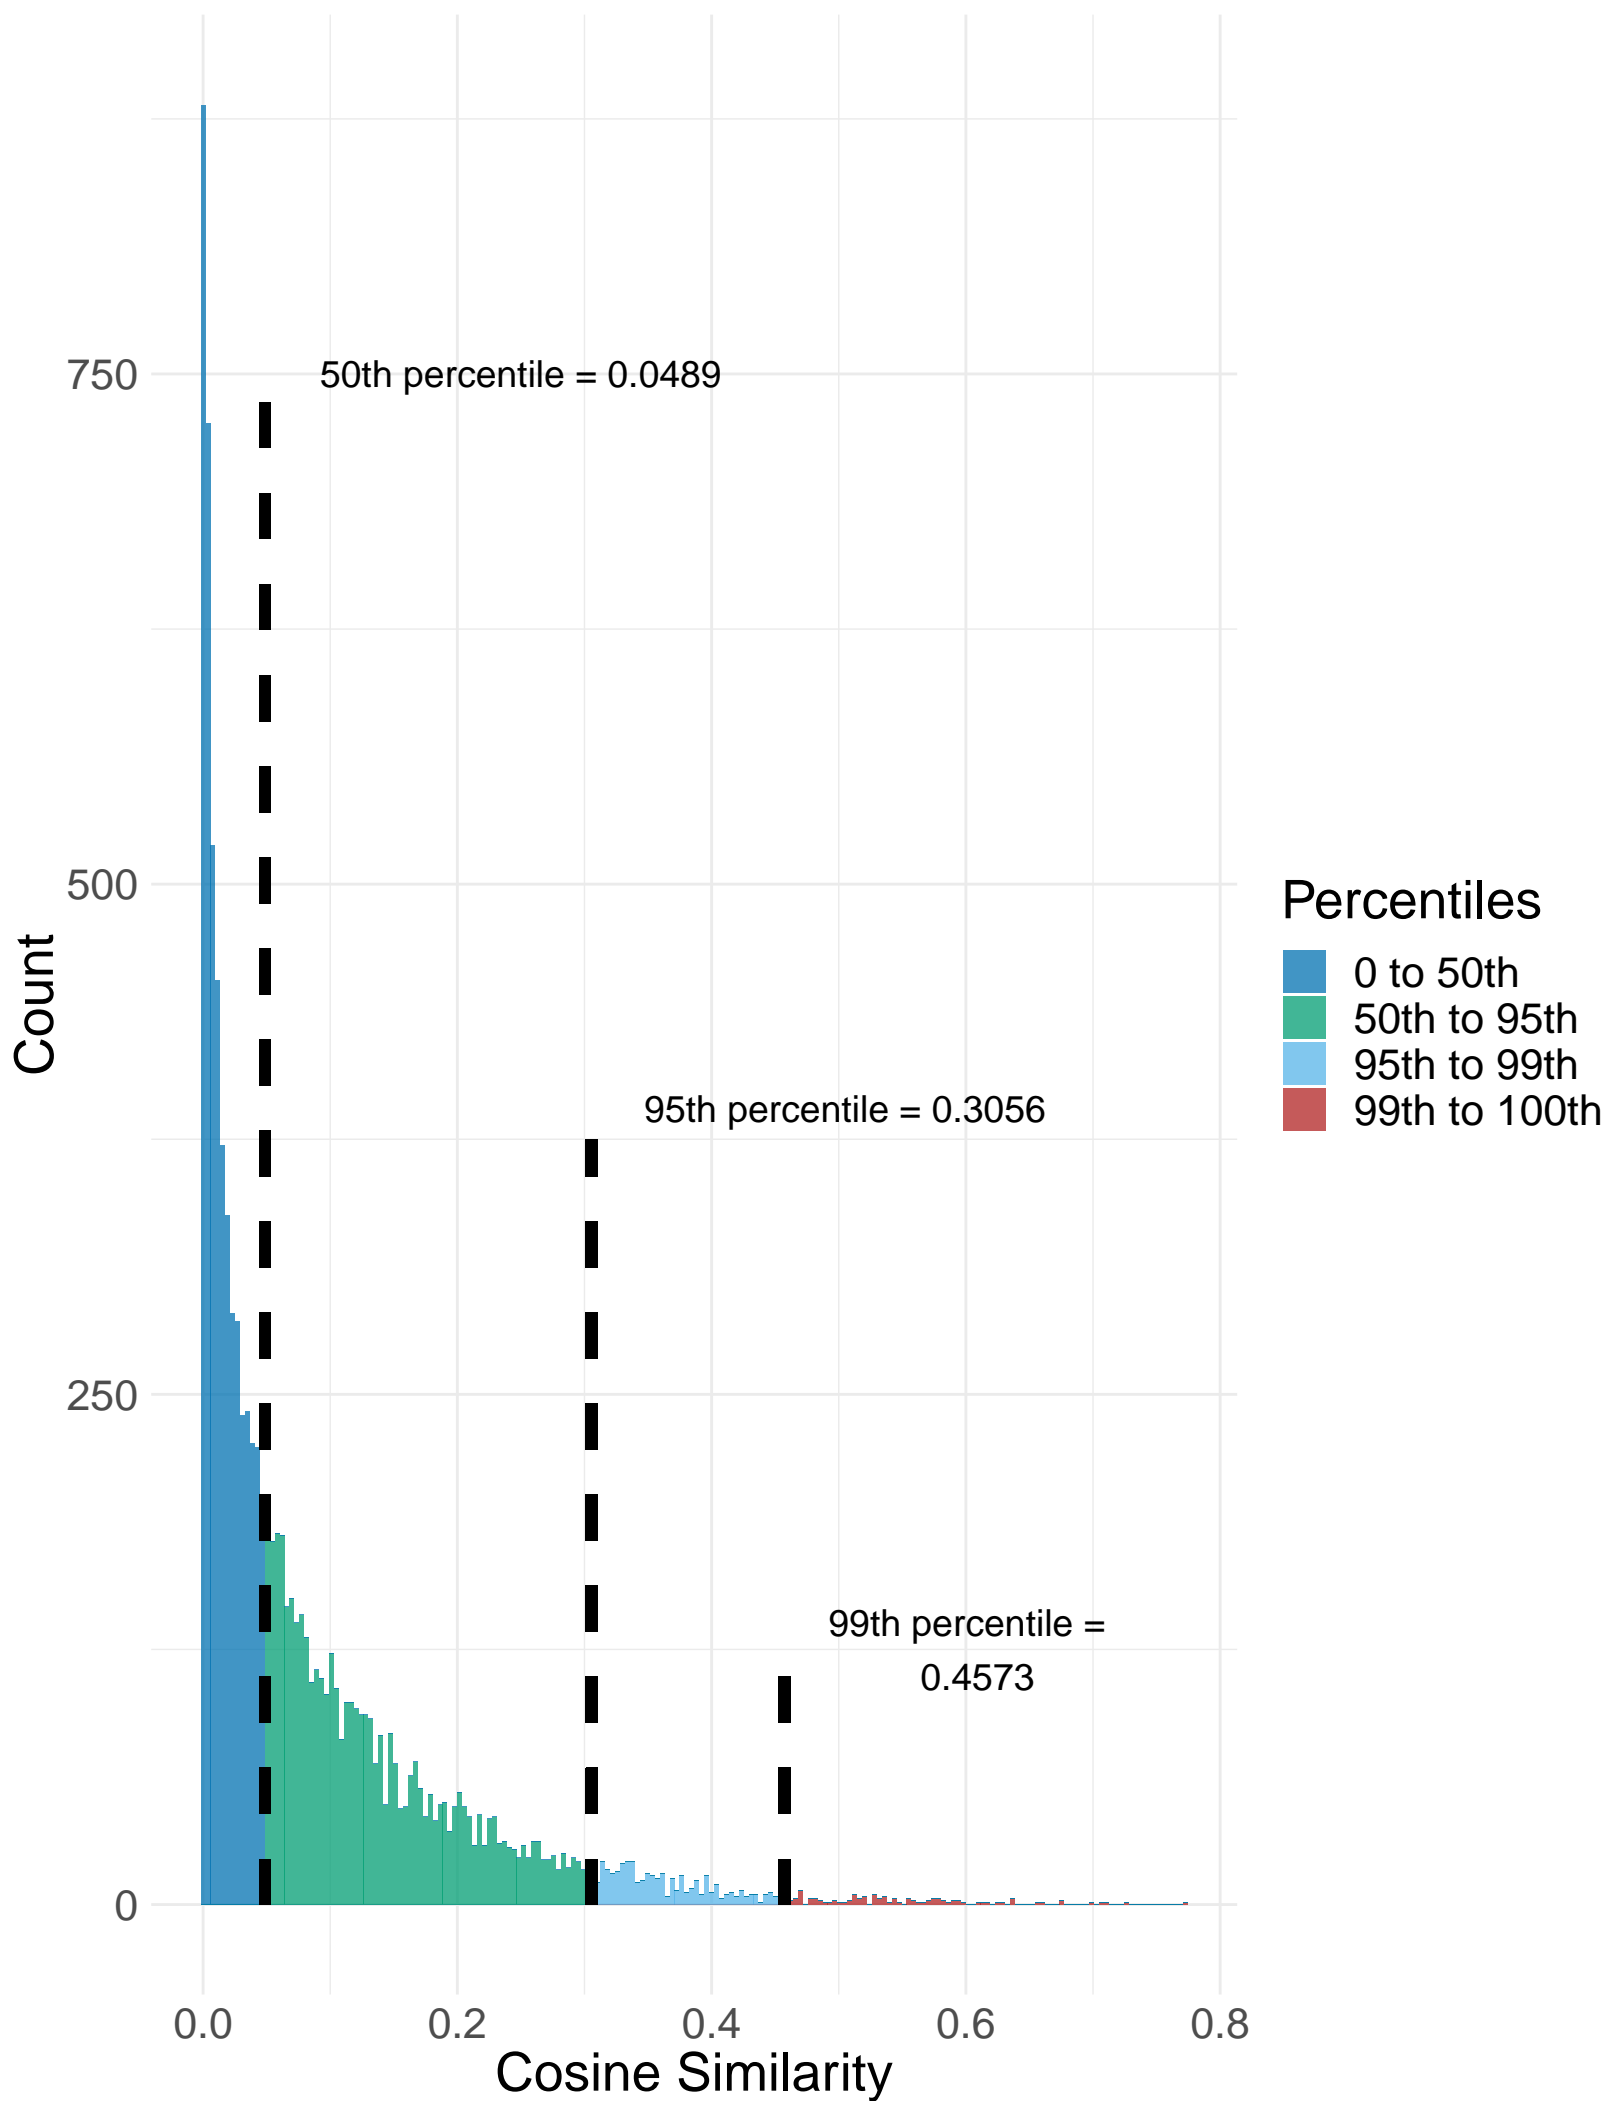 50th percentile = 0.0489
95th percentile = 0.3056
99th percentile =
0.4573
750
500
250
0
Count
0.0
0.2
0.4
0.6
0.8
Cosine Similarity
Percentiles
0 to 50th
50th to 95th
95th to 99th
99th to 100th